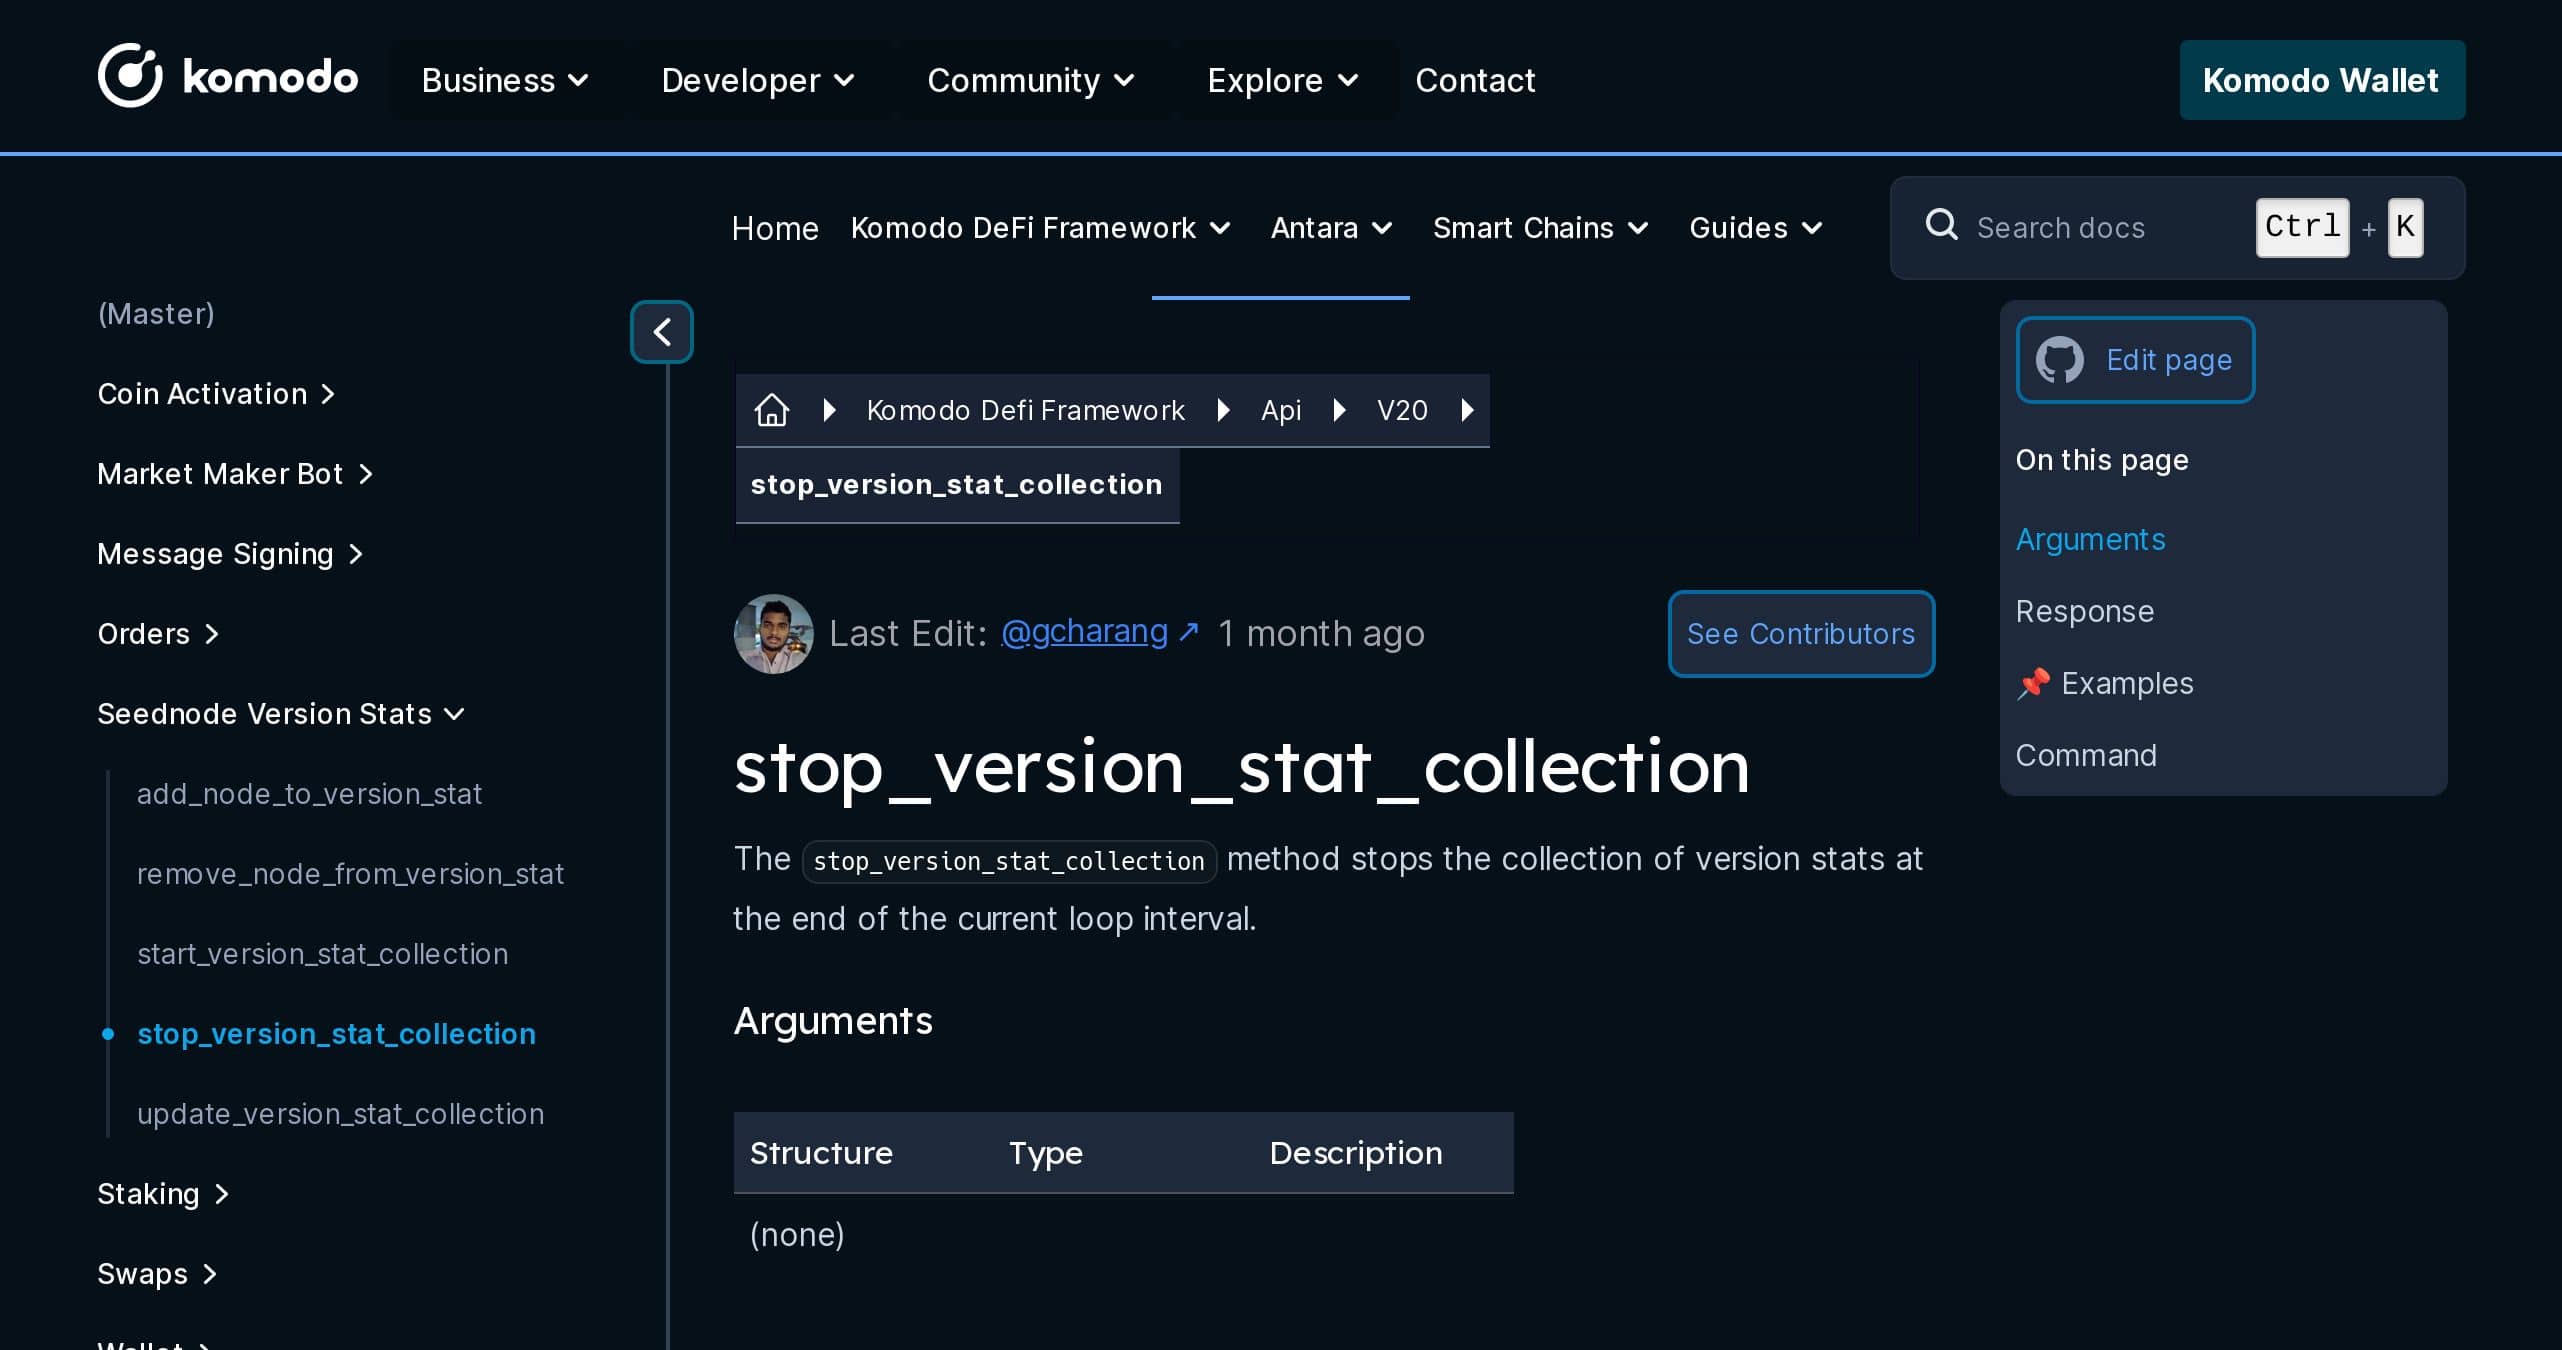 komodo
Business
Developer
Community
Explore
Contact
Komodo Wallet
Home
Komodo DeFi Framework
Antara
Smart Chains
Guides
Search docs
Ctrl + K
(Master)
Coin Activation
Market Maker Bot
Message Signing
Orders
Seednode Version Stats
add_node_to_version_stat
remove_node_from_version_stat
start_version_stat_collection
stop_version_stat_collection
update_version_stat_collection
Staking
Swaps
Wallet
Komodo Defi Framework
Api
V20
stop_version_stat_collection
Last Edit: @gcharang ↗ 1 month ago
See Contributors
stop_version_stat_collection
The stop_version_stat_collection method stops the collection of version stats at
the end of the current loop interval.
Arguments
Structure Type Description
(none)
Edit page
On this page
Arguments
Response
📌 Examples
Command